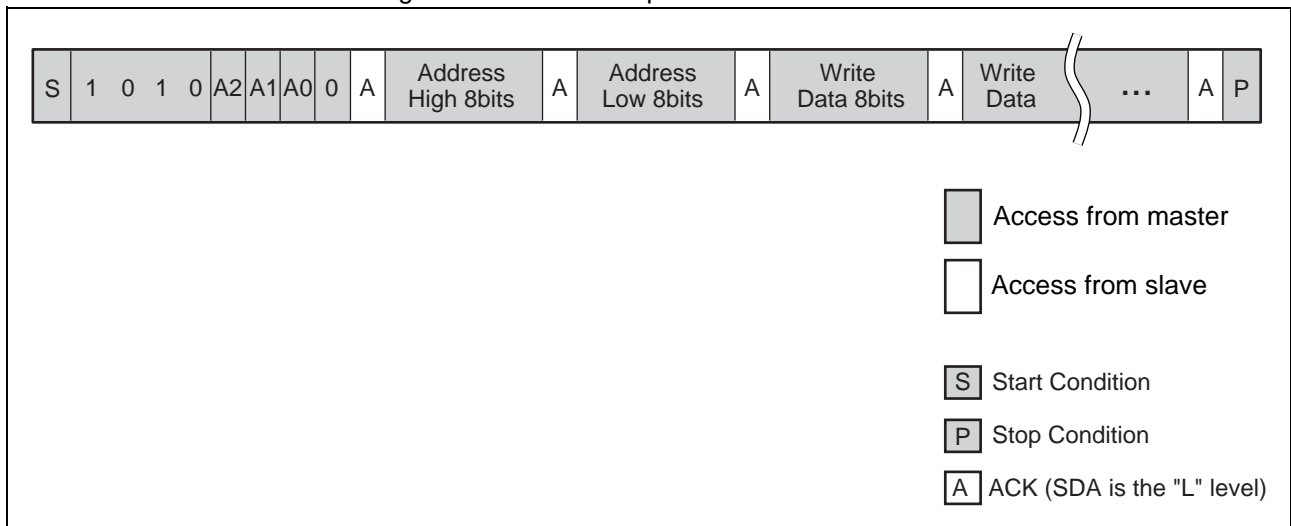 S 1 0 1 0 A2 A1 A0 0 A Address High 8bits A Address Low 8bits A Write Data 8bits A Write Data ... A P
Access from master
Access from slave
S Start Condition
P Stop Condition
A ACK (SDA is the "L" level)